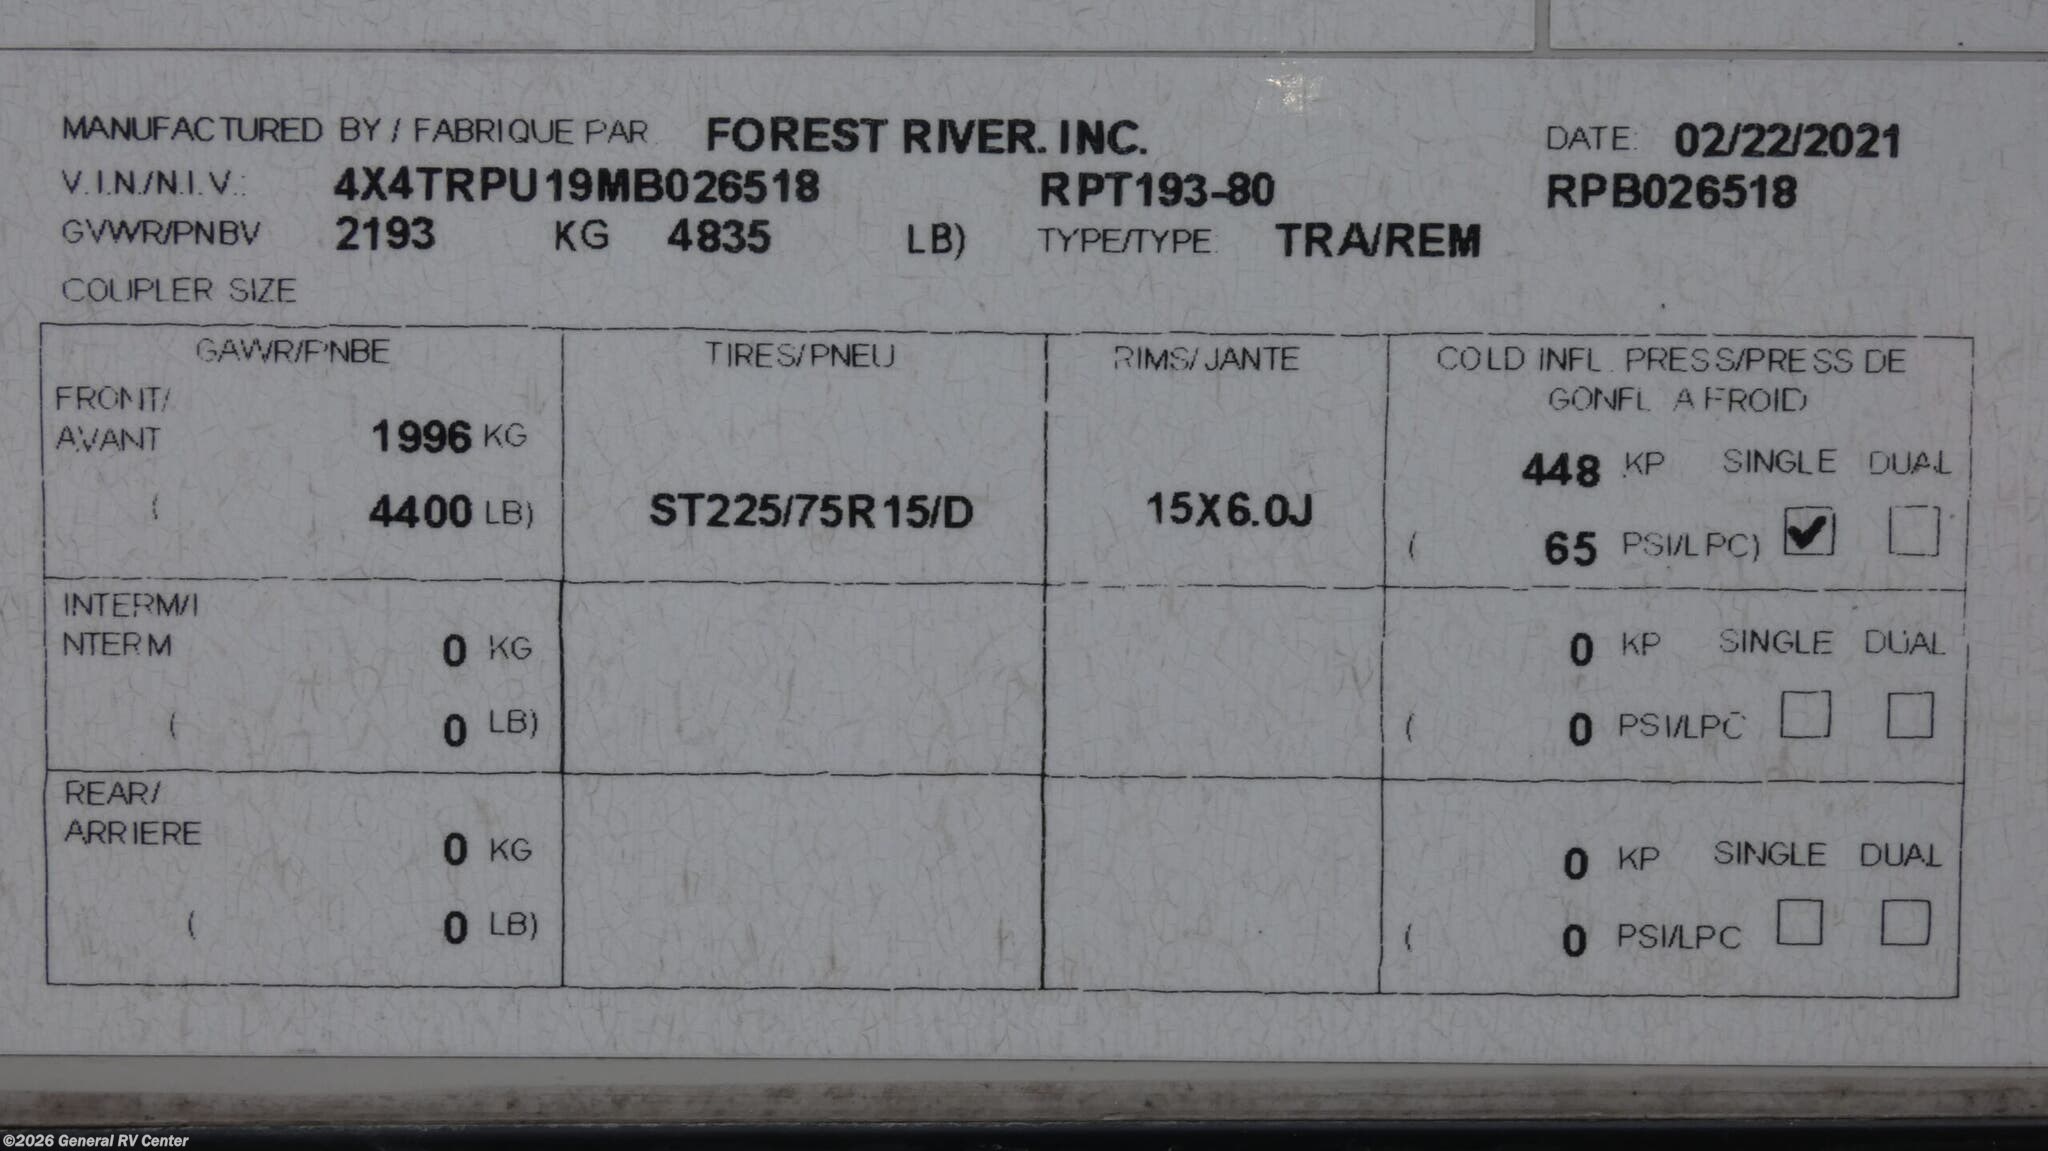 MANUFACTURED BY / FABRIQUE PAR FOREST RIVER. INC. DATE: 02/22/2021
V.I.N./N.I.V.: 4X4TRPU19MB026518 RPT193-80 RPB026518
GVWR/PNBV 2193 KG 4835 LB) TYPE/TYPE TRA/REM
COUPLER SIZE
GAWR/PNBE TIRES/PNEU RIMS/JANTE COLD INFL. PRESS/PRESS DE
GONFL A FROID
FRONT/
AVANT 1996 KG 448 KP SINGLE DUAL
( 4400 LB) ST225/75R15/D 15X6.0J ( 65 PSI/LPC) ✔
INTERM/I
NTERM 0 KG 0 KP SINGLE DUAL
( 0 LB) ( 0 PSI/LPC
REAR/
ARRIERE 0 KG 0 KP SINGLE DUAL
( 0 LB) ( 0 PSI/LPC
©2026 General RV Center